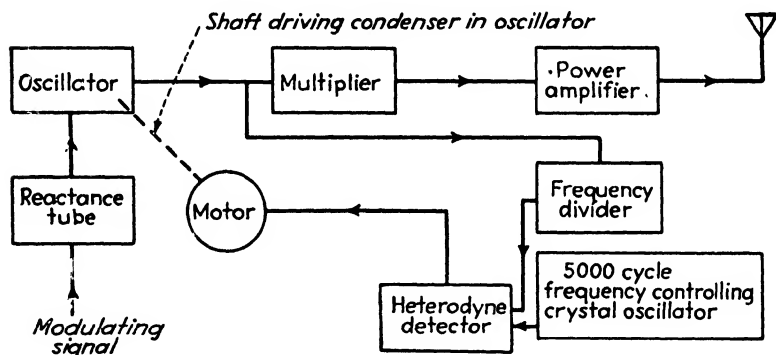 Shaft driving condenser in oscillator
Oscillator
Multiplier
Power
amplifier
Reactance
tube
Motor
Frequency
divider
Heterodyne
detector
5000 cycle
frequency controlling
crystal oscillator
Modulating
signal